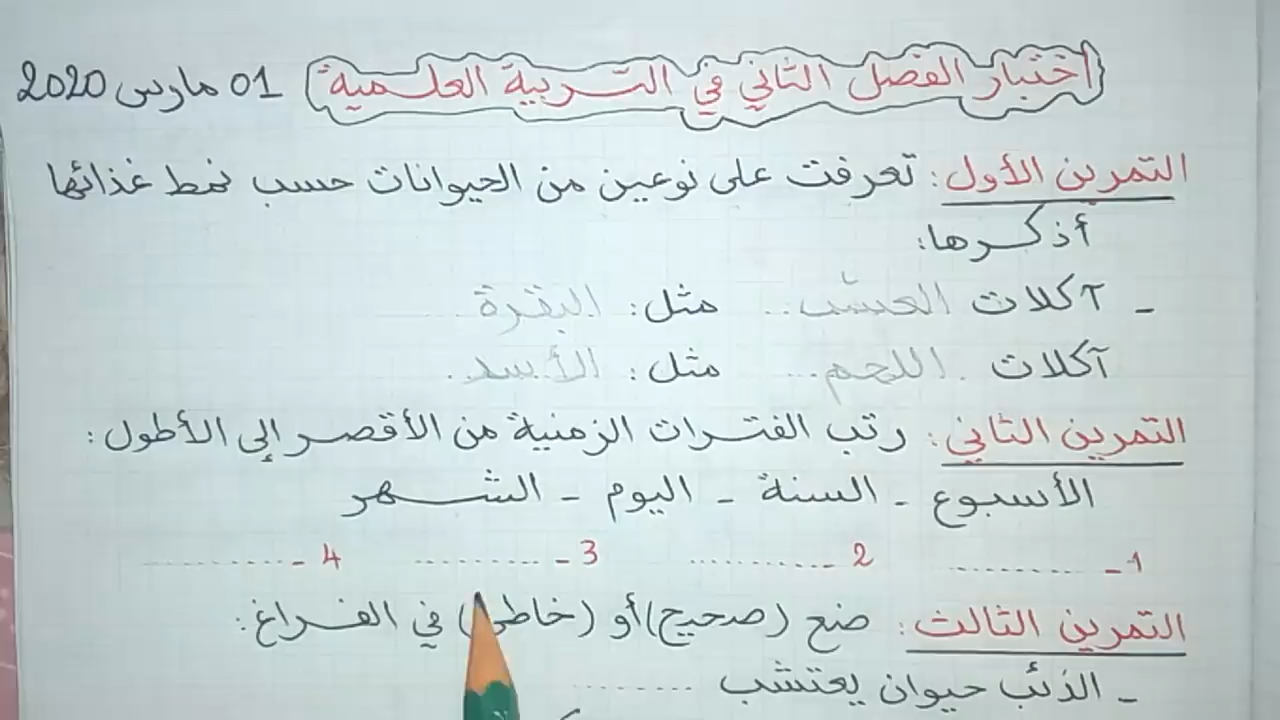 اختبار الفصل الثاني في التربية العلمية 01 مارس 2020
التمرين الأول: تعرفت على نوعين من الحيوانات حسب نمط غذائها
أذكرها:
- آكلات العشب... مثل: البقرة
آكلات .اللحم... مثل: الأسد.
التمرين الثاني: رتب الفترات الزمنية من الأقصر إلى الأطول:
الأسبوع - السنة - اليوم - الشهر
1- ............ 2- ............ 3- ............ 4- ............
التمرين الثالث: ضع (صحيح) أو (خاطئ) في الفراغ:
- الذئب حيوان يعتشب ..........